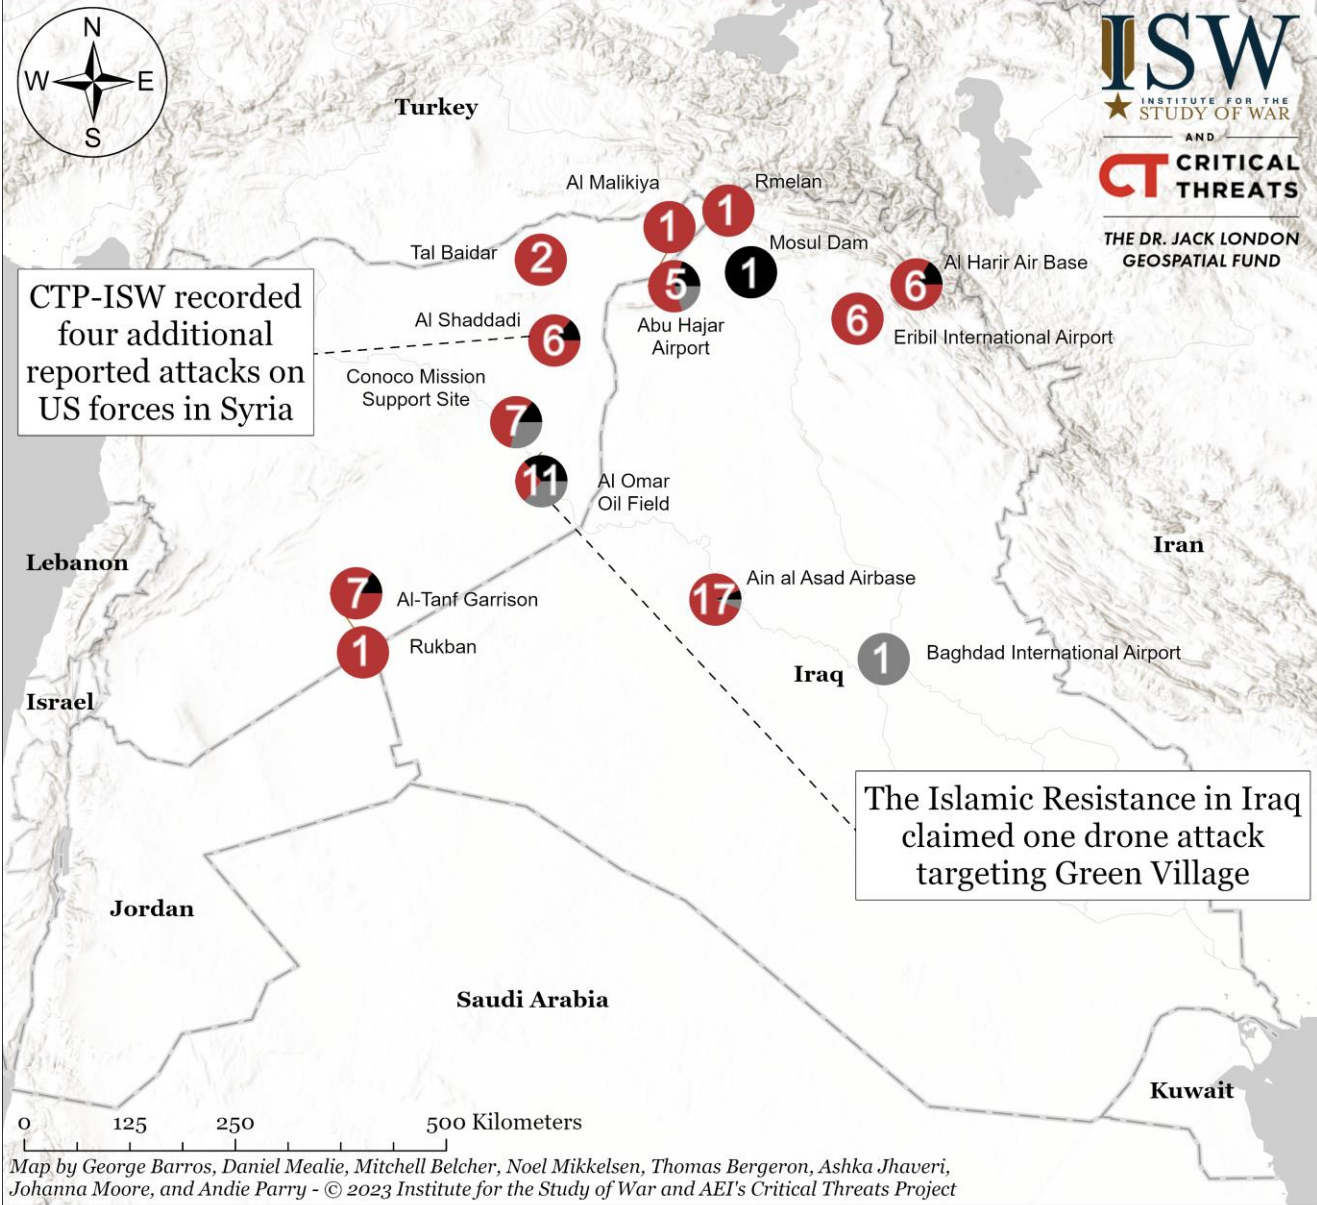 N
W E
S
Turkey
ISW
INSTITUTE FOR THE
STUDY OF WAR
AND
CT CRITICAL
THREATS
THE DR. JACK LONDON
GEOSPATIAL FUND
Al Malikiya
1
Rmelan
1
Tal Baidar
2
Mosul Dam
1
Al Harir Air Base
6
5
Abu Hajar
Airport
6
Eribil International Airport
CTP-ISW recorded
four additional
reported attacks on
US forces in Syria
Al Shaddadi
6
Conoco Mission
Support Site
7
11
Al Omar
Oil Field
Lebanon
Iran
7
Al-Tanf Garrison
17
Ain al Asad Airbase
1
Rukban
1
Baghdad International Airport
Iraq
Israel
The Islamic Resistance in Iraq
claimed one drone attack
targeting Green Village
Jordan
Saudi Arabia
Kuwait
0 125 250 500 Kilometers
Map by George Barros, Daniel Mealie, Mitchell Belcher, Noel Mikkelsen, Thomas Bergeron, Ashka Jhaveri,
Johanna Moore, and Andie Parry - © 2023 Institute for the Study of War and AEI's Critical Threats Project